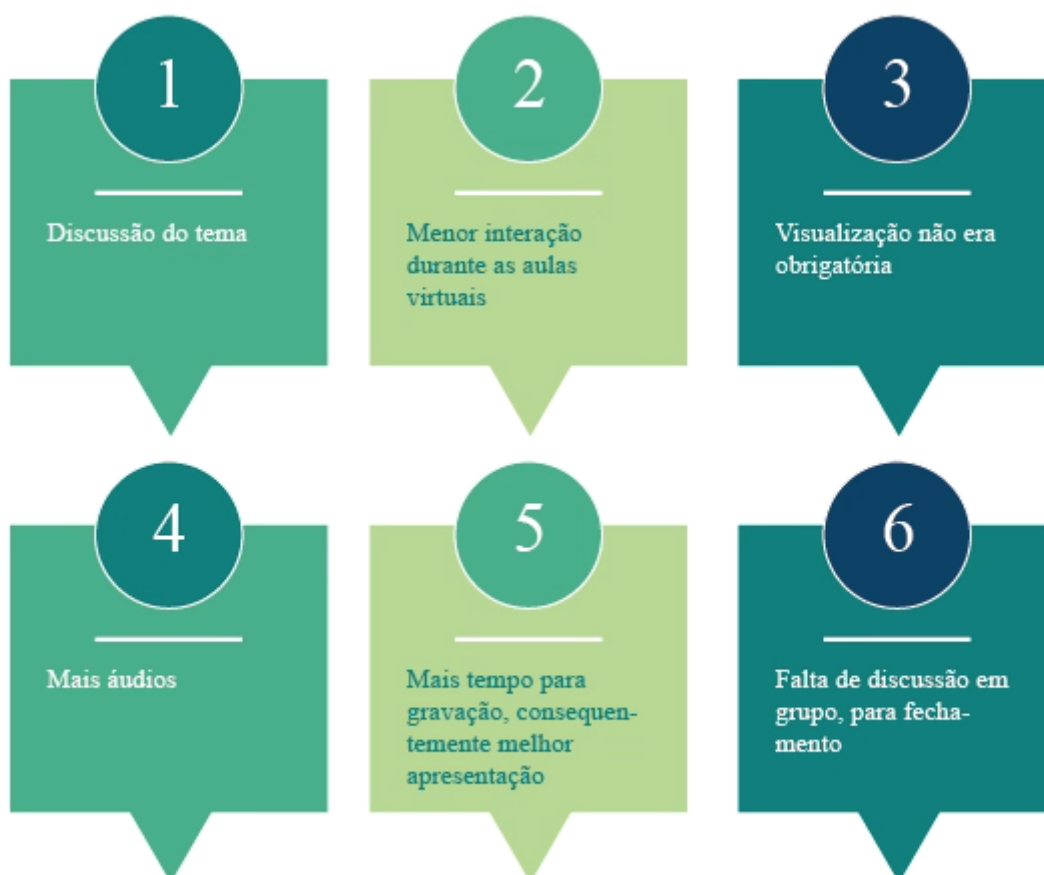 1
Discussão do tema
2
Menor interação
durante as aulas
virtuais
3
Visualização não era
obrigatória
4
Mais áudios
5
Mais tempo para
gravação, consequen-
temente melhor
apresentação
6
Falta de discussão em
grupo, para fecha-
mento